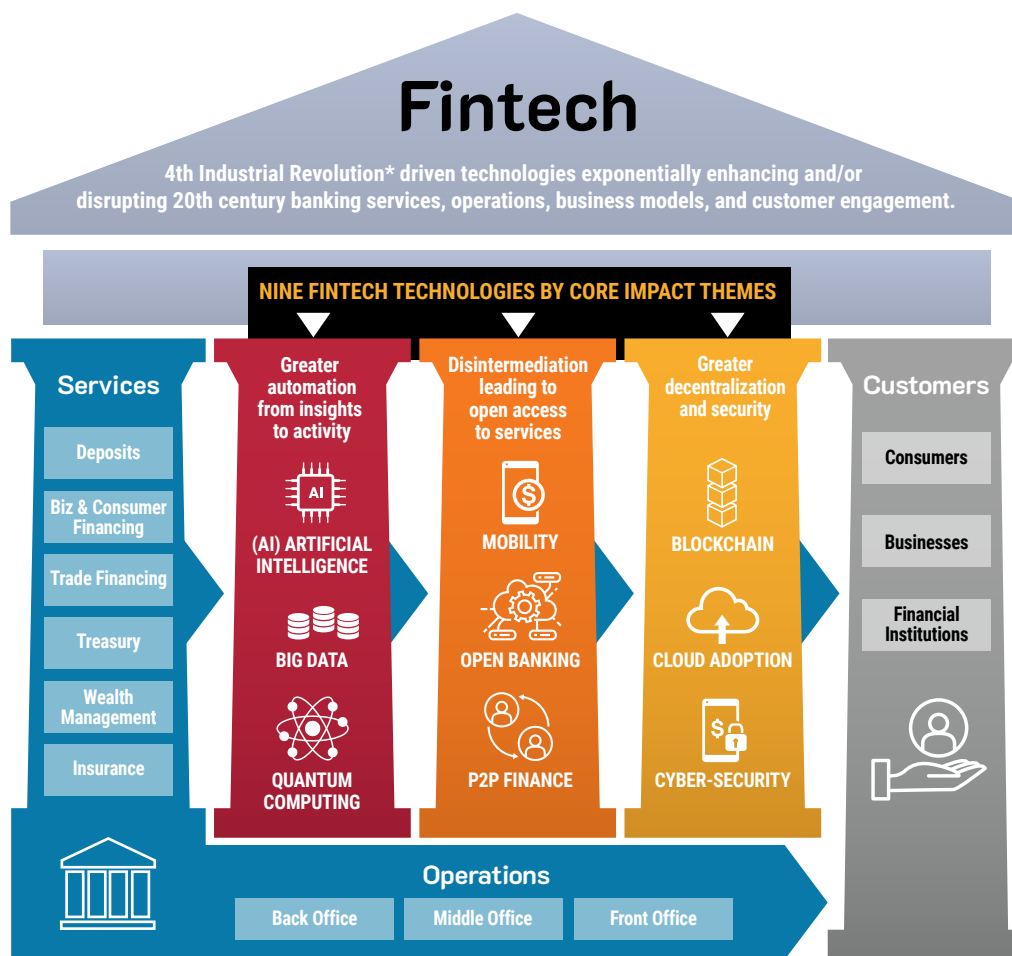 Fintech
4th Industrial Revolution* driven technologies exponentially enhancing and/or
disrupting 20th century banking services, operations, business models, and customer engagement.
NINE FINTECH TECHNOLOGIES BY CORE IMPACT THEMES
Services
Deposits
Biz & Consumer
Financing
Trade Financing
Treasury
Wealth
Management
Insurance
Greater
automation
from insights
to activity
AI
(AI) ARTIFICIAL
INTELLIGENCE
BIG DATA
QUANTUM
COMPUTING
Disintermediation
leading to
open access
to services
$
MOBILITY
OPEN BANKING
P2P FINANCE
Greater
decentralization
and security
BLOCKCHAIN
CLOUD ADOPTION
$
CYBER-SECURITY
Customers
Consumers
Businesses
Financial
Institutions
Operations
Back Office
Middle Office
Front Office